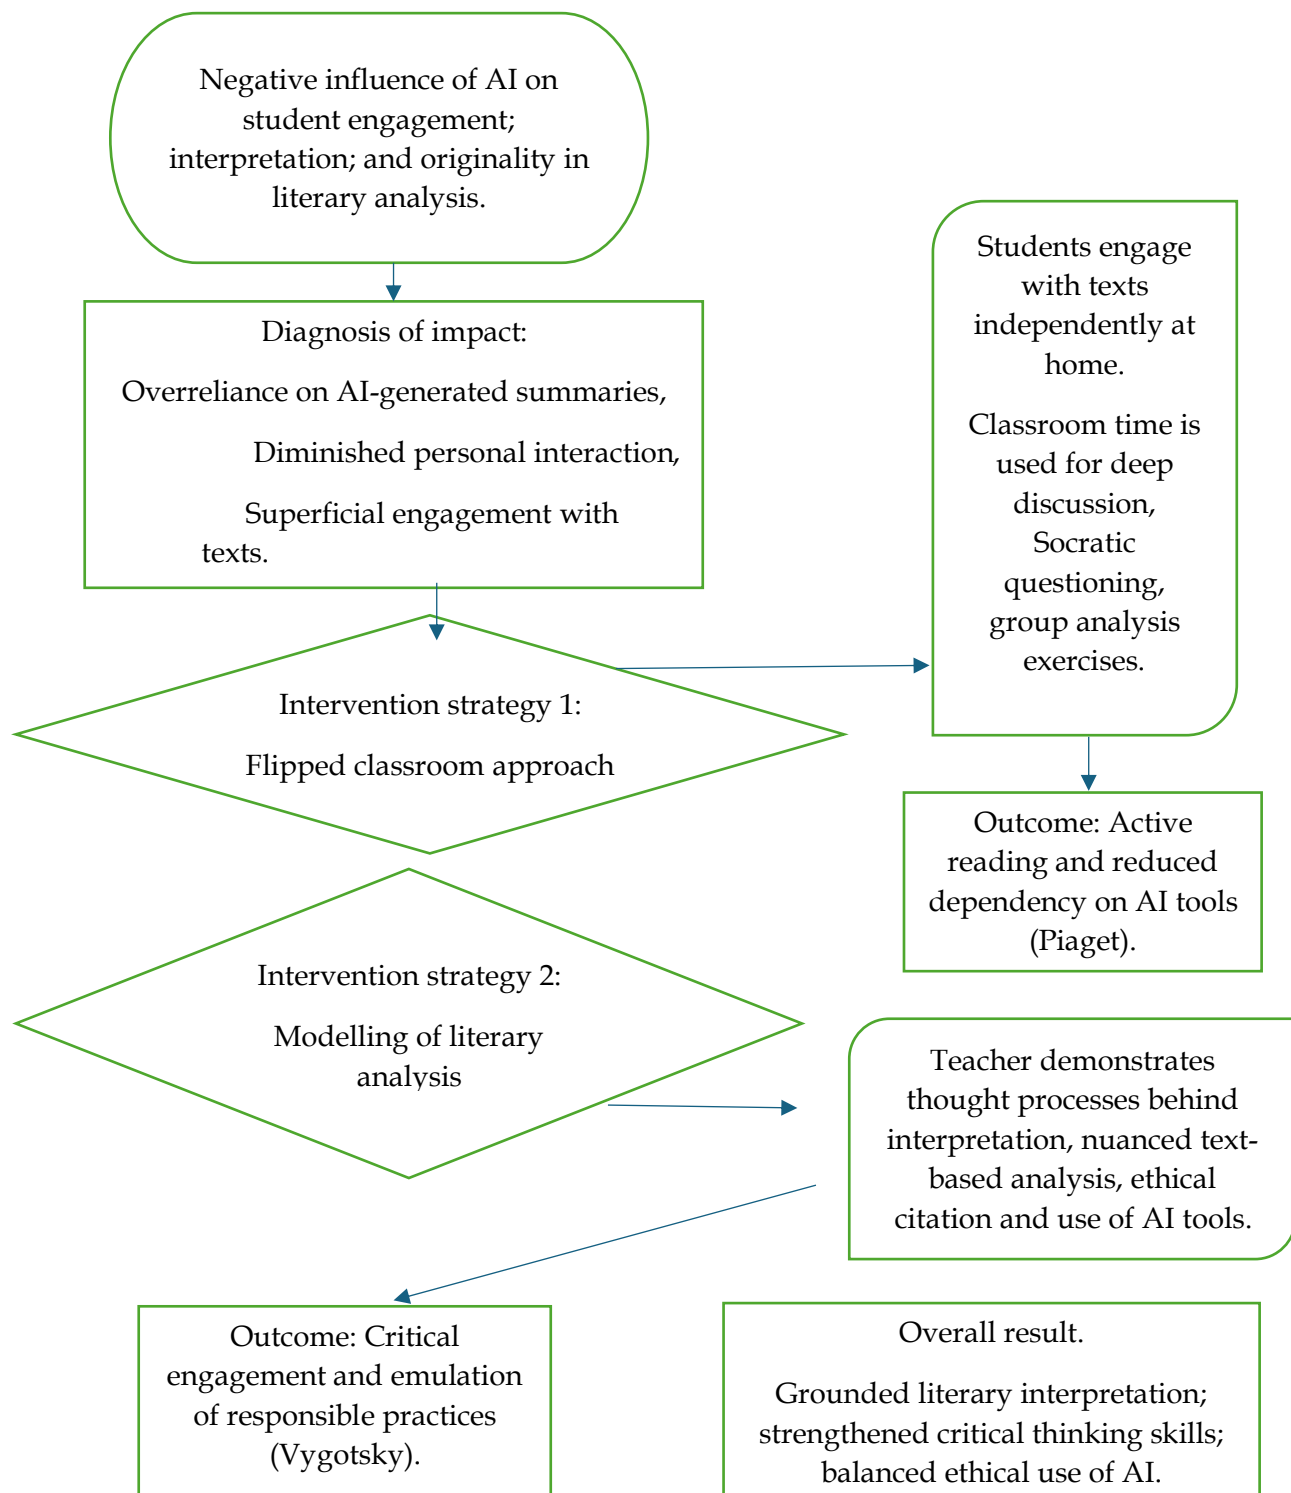 Negative influence of AI on
student engagement;
interpretation; and originality in
literary analysis.
Diagnosis of impact:
Overreliance on AI-generated summaries,
Diminished personal interaction,
Superficial engagement with
texts.
Intervention strategy 1:
Flipped classroom approach
Students engage
with texts
independently at
home.
Classroom time is
used for deep
discussion,
Socratic
questioning,
group analysis
exercises.
Outcome: Active
reading and reduced
dependency on AI tools
(Piaget).
Intervention strategy 2:
Modelling of literary
analysis
Teacher demonstrates
thought processes behind
interpretation, nuanced text-
based analysis, ethical
citation and use of AI tools.
Outcome: Critical
engagement and emulation
of responsible practices
(Vygotsky).
Overall result.
Grounded literary interpretation;
strengthened critical thinking skills;
balanced ethical use of AI.